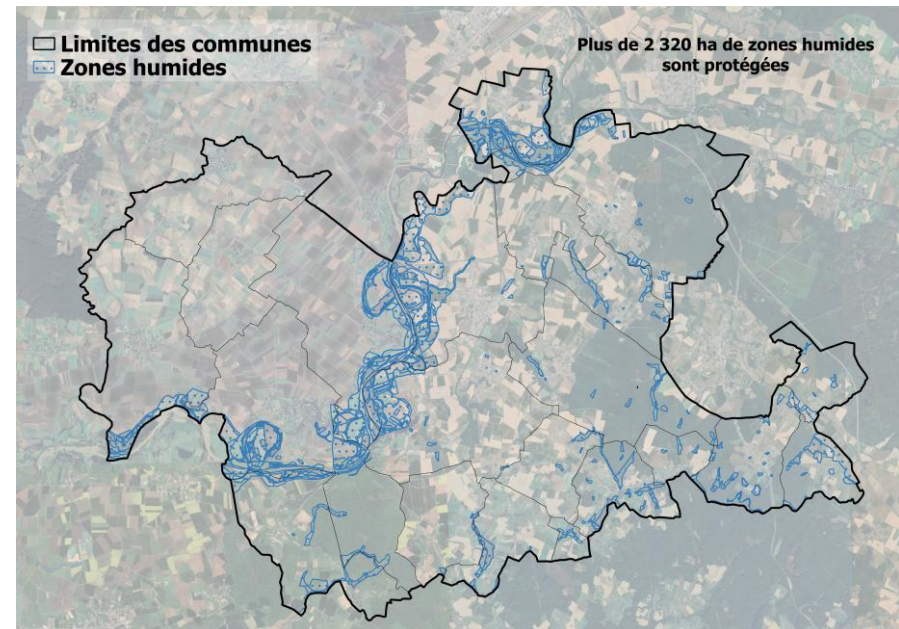 Limites des communes
Zones humides
Plus de 2 320 ha de zones humides
sont protégées